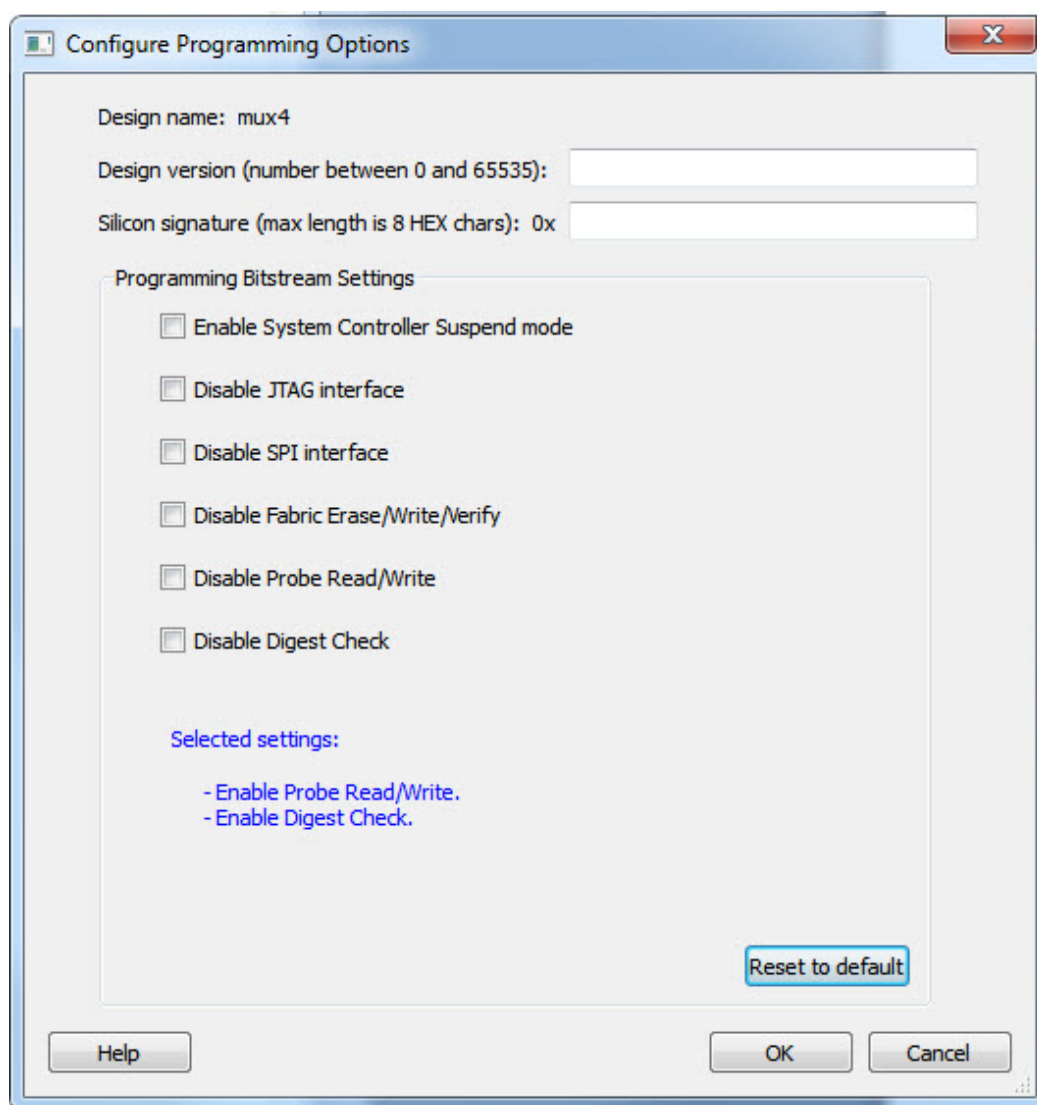 Configure Programming Options
Design name: mux4
Design version (number between 0 and 65535):
Silicon signature (max length is 8 HEX chars): 0x
Programming Bitstream Settings
Enable System Controller Suspend mode
Disable JTAG interface
Disable SPI interface
Disable Fabric Erase/Write/Verify
Disable Probe Read/Write
Disable Digest Check
Selected settings:
- Enable Probe Read/Write.
- Enable Digest Check.
Reset to default
Help OK Cancel